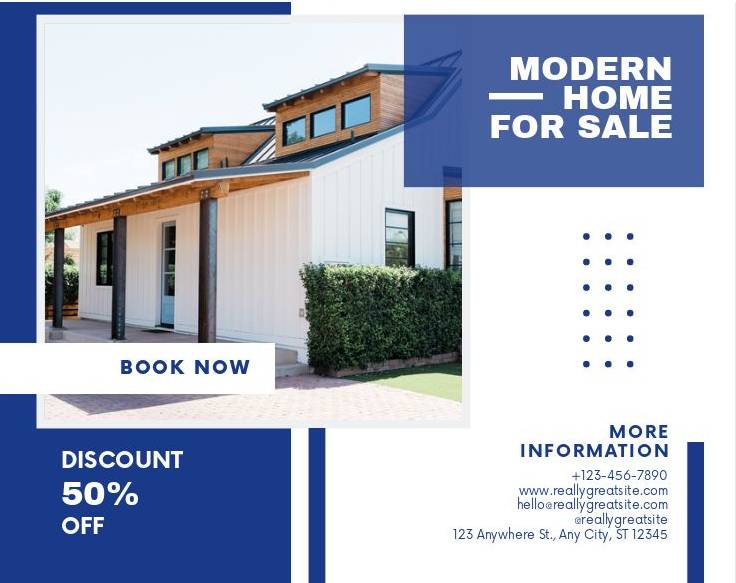 MODERN
HOME
FOR SALE
BOOK NOW
DISCOUNT
50%
OFF
MORE
INFORMATION
+123-456-7890
www.reallygreatsite.com
hello@reallygreatsite.com
@reallygreatsite
123 Anywhere St., Any City, ST 12345